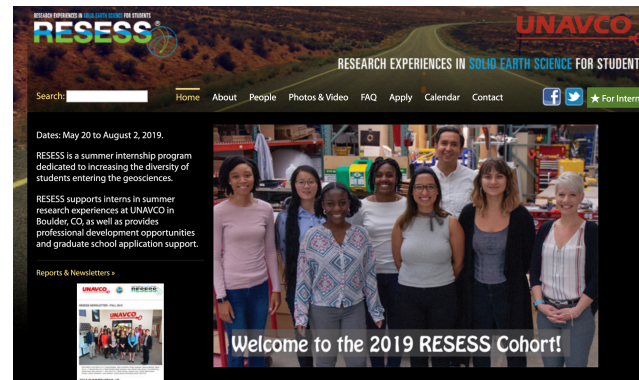 RESEARCH EXPERIENCES IN SOLID EARTH SCIENCE FOR STUDENTS
RESESS
UNAVCO
RESEARCH EXPERIENCES IN SOLID EARTH SCIENCE FOR STUDENT
Search:
Home About People Photos & Video FAQ Apply Calendar Contact
★ For Intern
Dates: May 20 to August 2, 2019.
RESESS is a summer internship program
dedicated to increasing the diversity of
students entering the geosciences.
RESESS supports interns in summer
research experiences at UNAVCO in
Boulder, CO, as well as provides
professional development opportunities
and graduate school application support.
Reports & Newsletters »
UNAVCO
RESESS
Welcome to the 2019 RESESS Cohort!